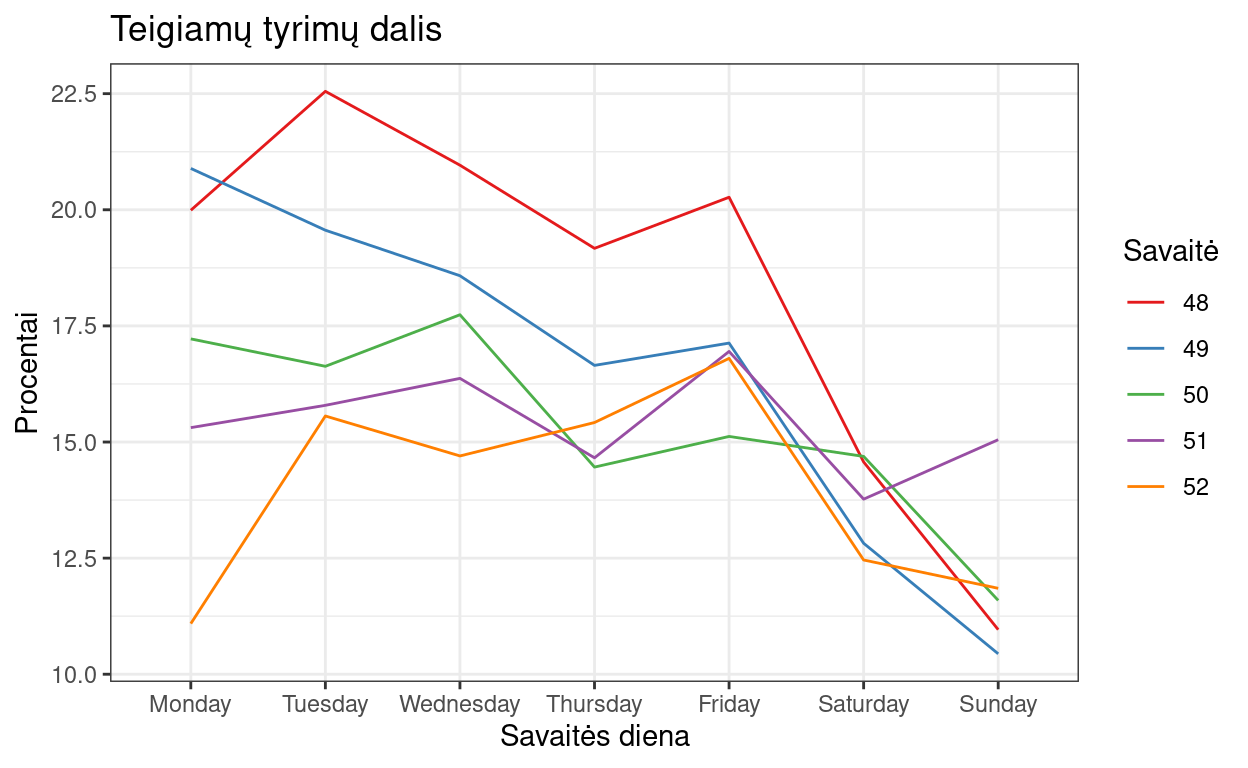 Teigiamų tyrimų dalis
Procentai
22.5
20.0
17.5
15.0
12.5
10.0
Monday Tuesday Wednesday Thursday Friday Saturday Sunday
Savaitės diena
Savaitė
48
49
50
51
52